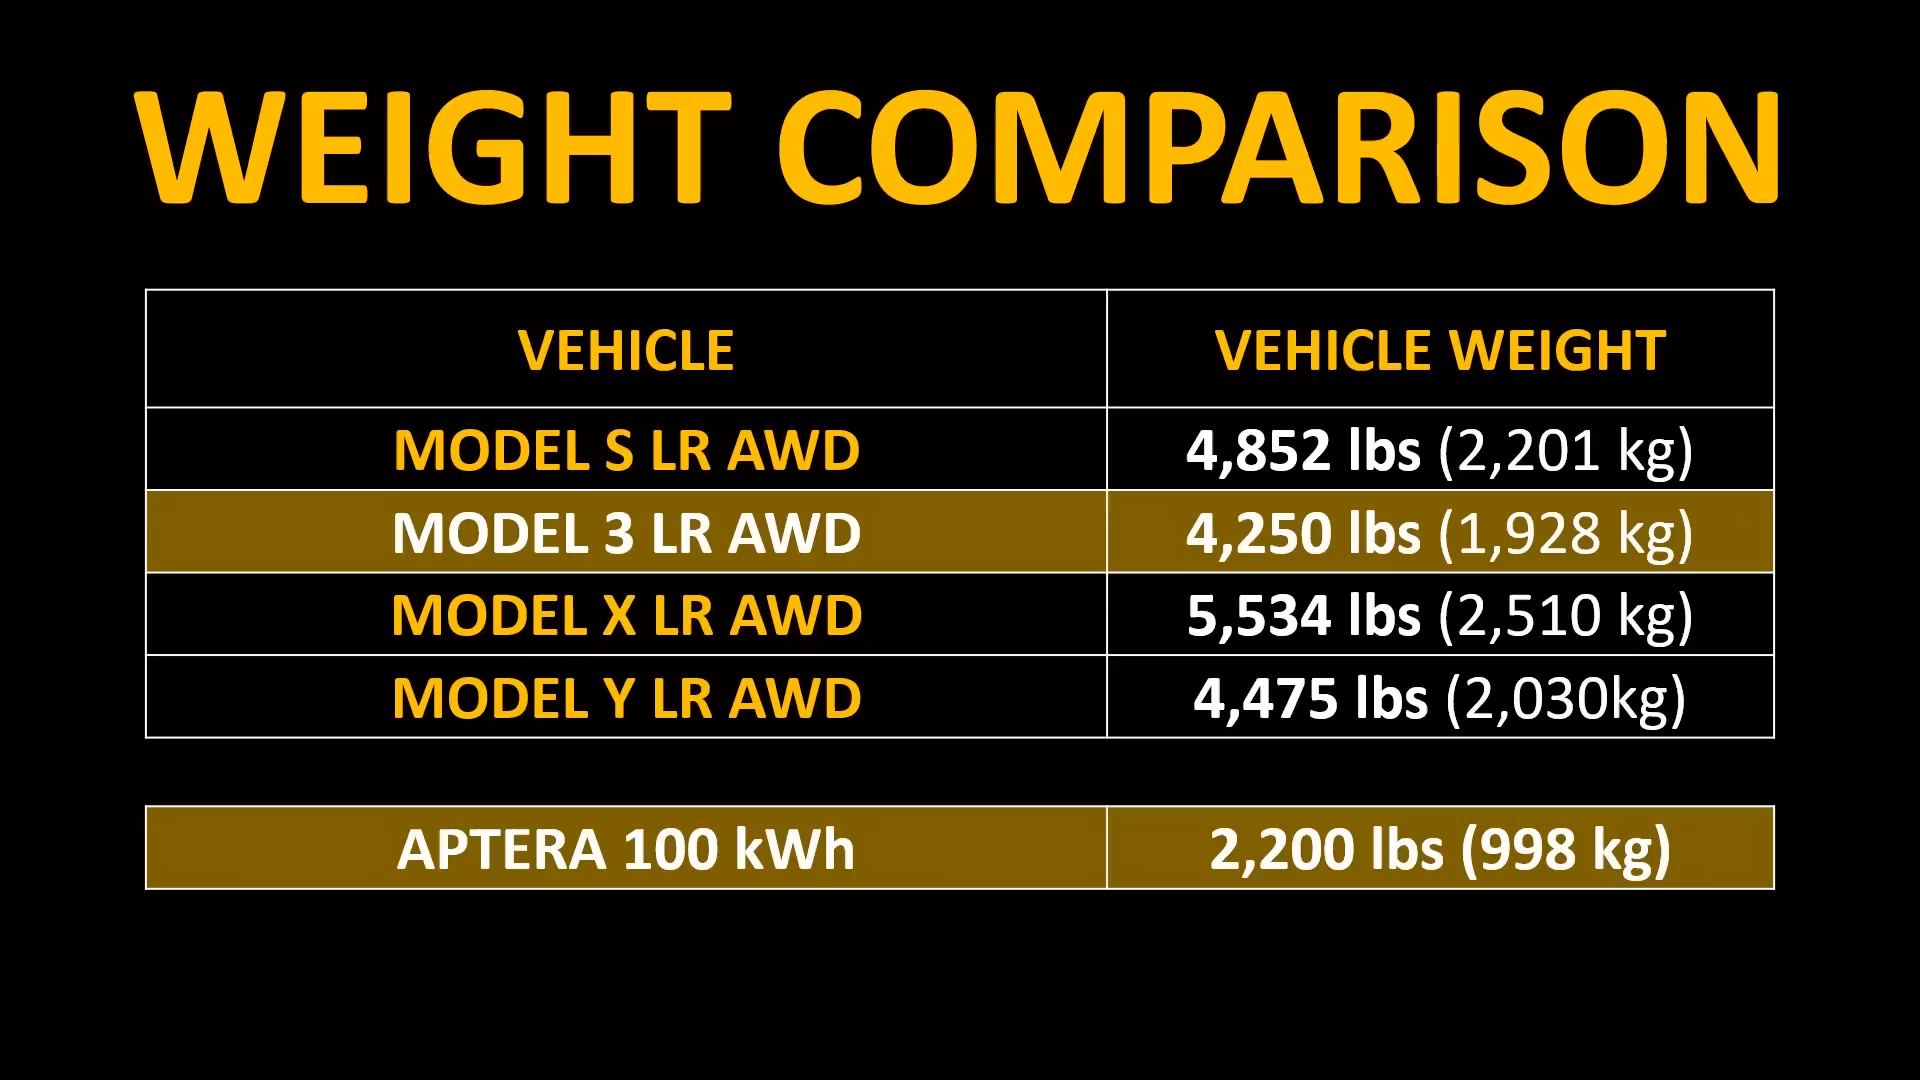 WEIGHT COMPARISON
VEHICLE VEHICLE WEIGHT
MODEL S LR AWD 4,852 lbs (2,201 kg)
MODEL 3 LR AWD 4,250 lbs (1,928 kg)
MODEL X LR AWD 5,534 lbs (2,510 kg)
MODEL Y LR AWD 4,475 lbs (2,030kg)
APTERA 100 kWh 2,200 lbs (998 kg)